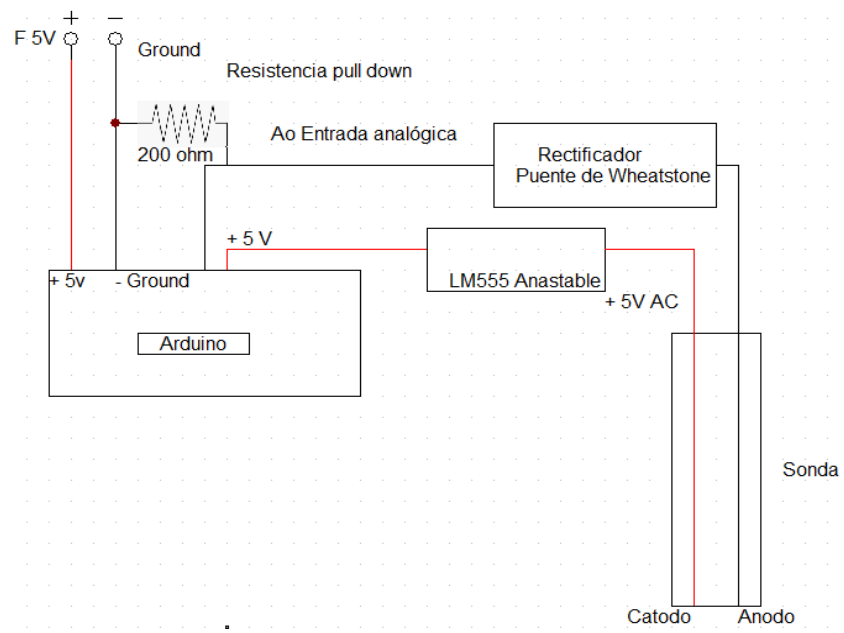 + -
F 5V
Ground
Resistencia pull down
200 ohm
Ao Entrada analógica
Rectificador
Puente de Wheatstone
+ 5 V
+ 5v
- Ground
LM555 Anastable
+ 5V AC
Arduino
Sonda
Catodo
Anodo